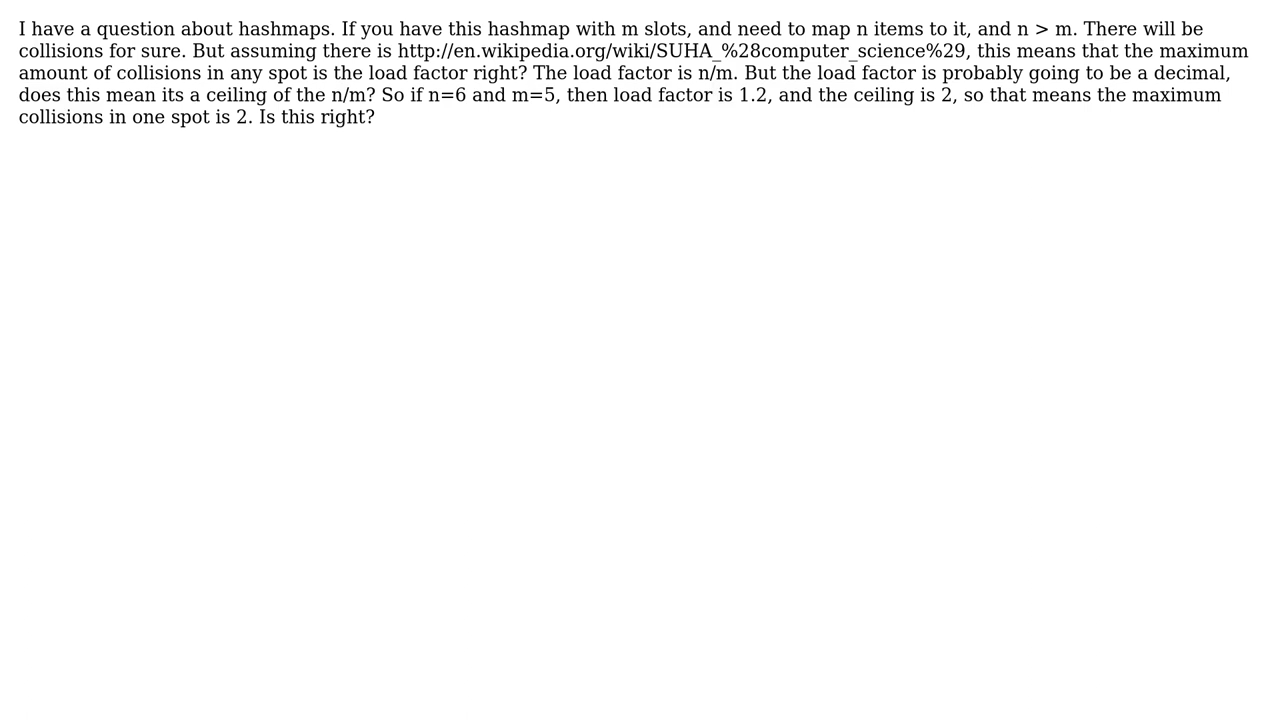 I have a question about hashmaps. If you have this hashmap with m slots, and need to map n items to it, and n > m. There will be
collisions for sure. But assuming there is http://en.wikipedia.org/wiki/SUHA_%28computer_science%29, this means that the maximum
amount of collisions in any spot is the load factor right? The load factor is n/m. But the load factor is probably going to be a decimal,
does this mean its a ceiling of the n/m? So if n=6 and m=5, then load factor is 1.2, and the ceiling is 2, so that means the maximum
collisions in one spot is 2. Is this right?